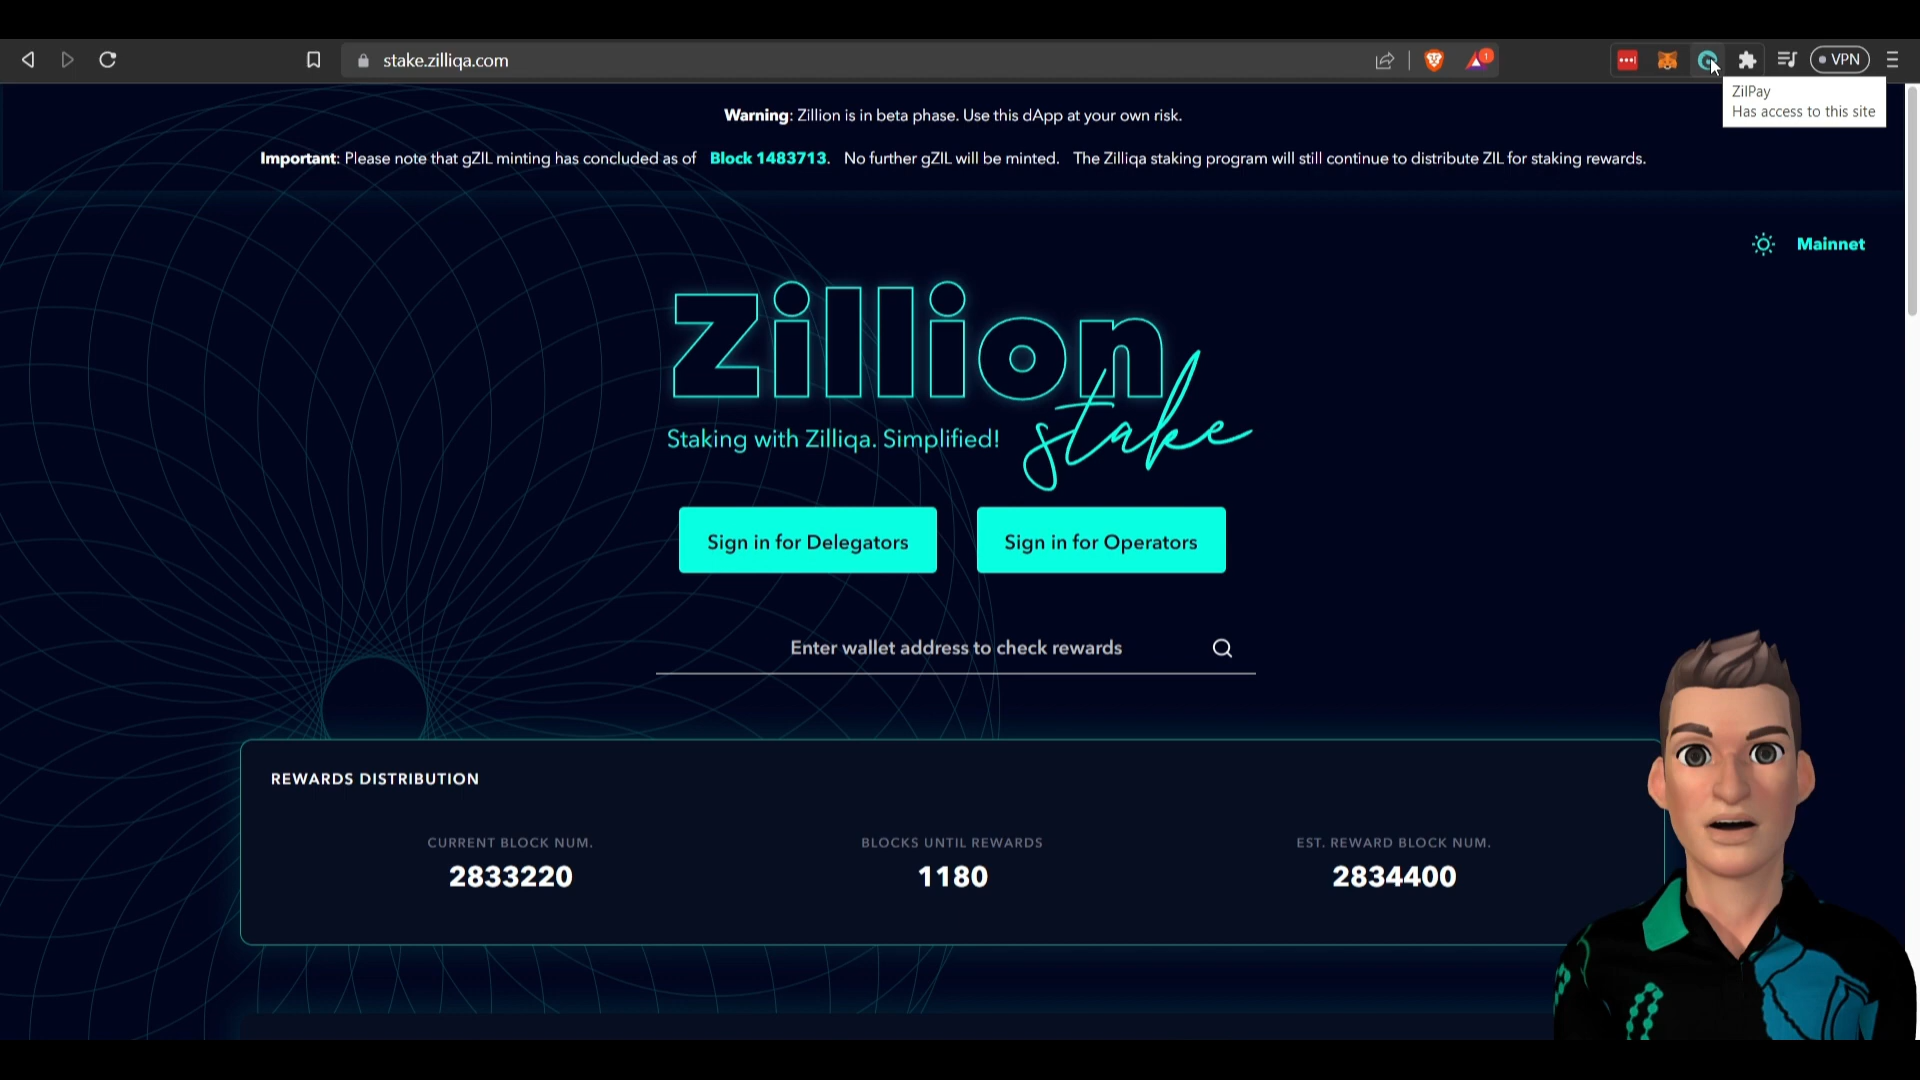 stake.zilliqa.com
1
VPN
ZilPay
Has access to this site
Warning: Zillion is in beta phase. Use this dApp at your own risk.
Important: Please note that gZIL minting has concluded as of Block 1483713. No further gZIL will be minted. The Zilliqa staking program will still continue to distribute ZIL for staking rewards.
Mainnet
Zillion
stake
Staking with Zilliqa. Simplified!
Sign in for Delegators
Sign in for Operators
Enter wallet address to check rewards
REWARDS DISTRIBUTION
CURRENT BLOCK NUM.
2833220
BLOCKS UNTIL REWARDS
1180
EST. REWARD BLOCK NUM.
2834400